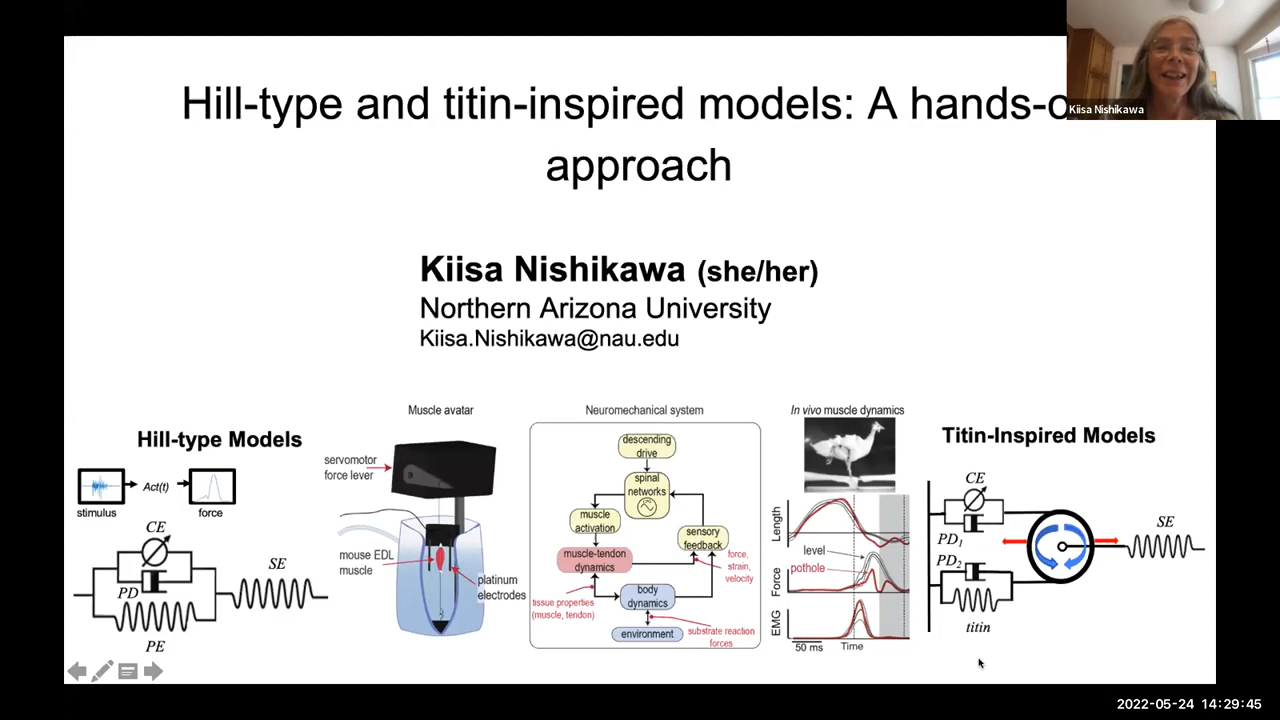 Hill-type and titin-inspired models: A hands-o
approach
Kiisa Nishikawa
Kiisa Nishikawa (she/her)
Northern Arizona University
Kiisa.Nishikawa@nau.edu
Hill-type Models
stimulus
Act(t)
force
CE
PD
SE
PE
Muscle avatar
servomotor
force lever
mouse EDL
muscle
platinum
electrodes
Neuromechanical system
descending
drive
spinal
networks
muscle
activation
sensory
feedback
muscle-tendon
dynamics
force,
strain,
velocity
tissue properties
(muscle, tendon)
body
dynamics
environment
substrate reaction
forces
In vivo muscle dynamics
Length
level
pothole
Force
EMG
50 ms
Time
Titin-Inspired Models
CE
PD1
PD2
SE
titin
2022-05-24 14:29:45